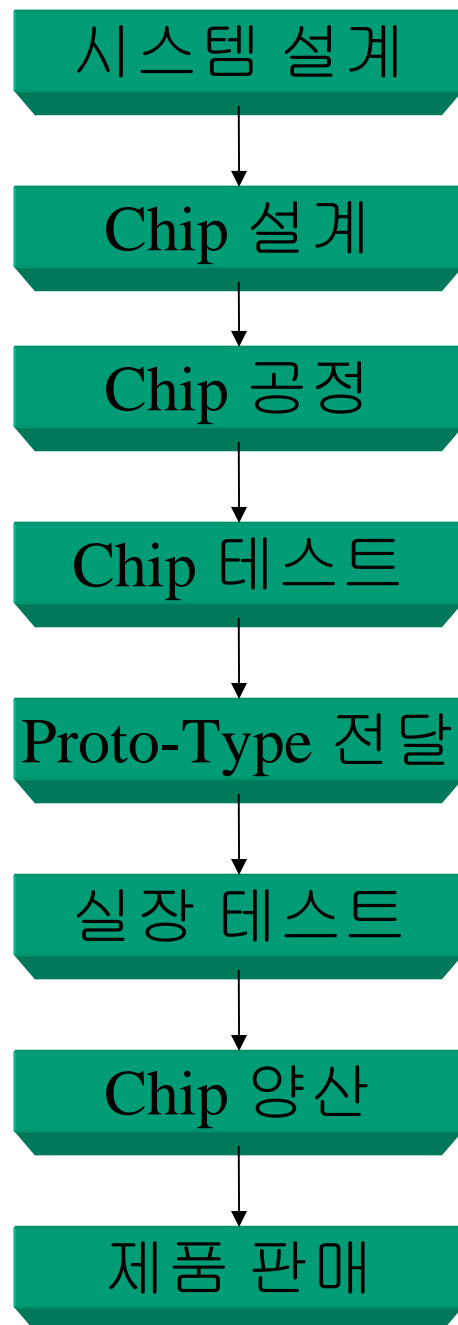 시스템 설계
Chip 설계
Chip 공정
Chip 테스트
Proto-Type 전달
실장 테스트
Chip 양산
제품 판매